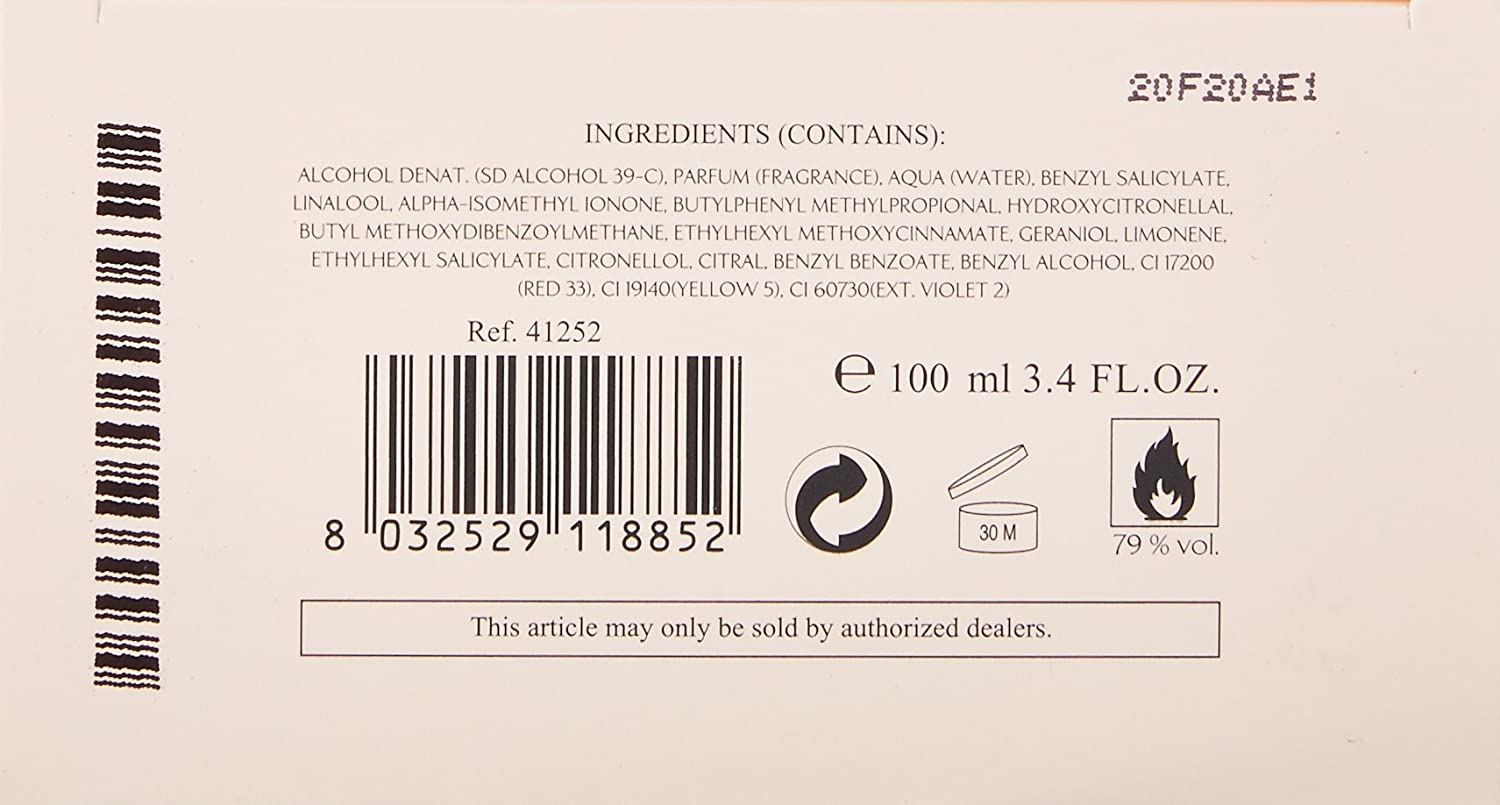 20F20AE1
INGREDIENTS (CONTAINS):
ALCOHOL DENAT. (SD ALCOHOL 39-C), PARFUM (FRAGRANCE), AQUA (WATER), BENZYL SALICYLATE,
LINALOOL, ALPHA-ISOMETHYL IONONE, BUTYLPHENYL METHYLPROPIONAL, HYDROXYCITRONELLAL,
BUTYL METHOXYDIBENZOYLMETHANE, ETHYLHEXYL METHOXYCINNAMATE, GERANIOL, LIMONENE,
ETHYLHEXYL SALICYLATE, CITRONELLOL, CITRAL, BENZYL BENZOATE, BENZYL ALCOHOL, CI 17200
(RED 33), CI 19140(YELLOW 5), CI 60730(EXT. VIOLET 2)
Ref. 41252
8 032529 118852
℮ 100 ml 3.4 FL.OZ.
30 M
79 % vol.
This article may only be sold by authorized dealers.